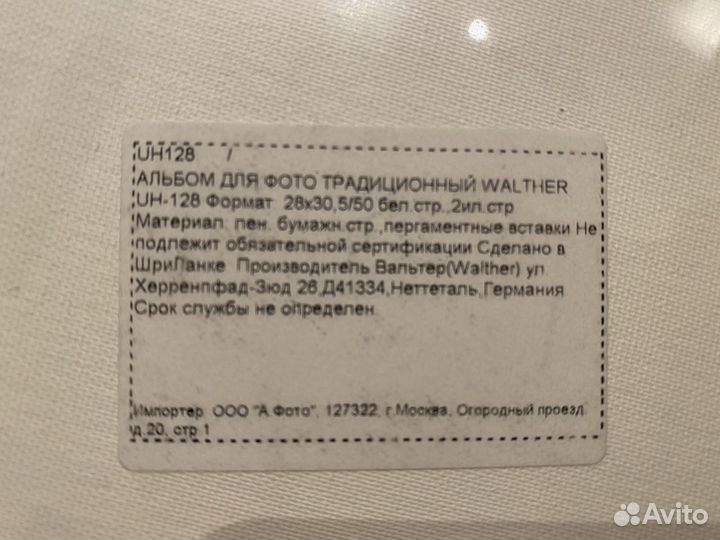 UH128 /
АЛЬБОМ ДЛЯ ФОТО ТРАДИЦИОННЫЙ WALTHER
UH-128 Формат 28x30,5/50 бел.стр.,2ил.стр
Материал: лен. бумажн.стр.,пергаментные вставки Не
подлежит обязательной сертификации Сделано в
ШриЛанке Производитель Вальтер(Walther) ул
Херренпфад-Зюд 26,Д41334,Неттеталь,Германия
Срок службы не определен.
Импортер: ООО "А Фото", 127322, г.Москва, Огородный проезд,
д.20, стр 1
Avito